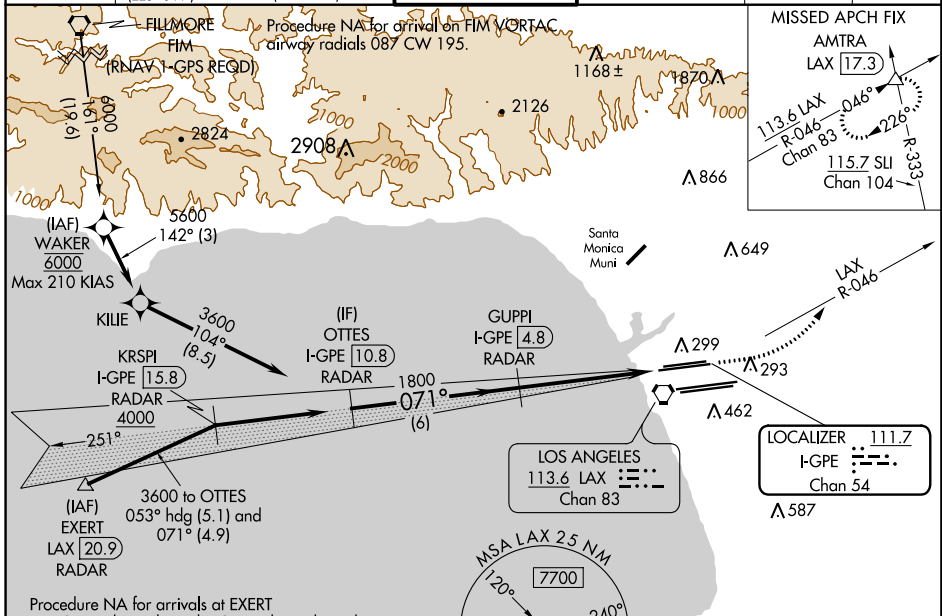 FILLMORE
FIM
(RNAV 1-GPS REQD)
Procedure NA for arrival on FIM VORTAC
airway radials 087 CW 195.
MISSED APCH FIX
AMTRA
LAX 17.3
113.6 LAX
R-046
Chan 83
046°
226°
R-333
115.7 SLI
Chan 104
6000
161°
(19.6)
2824
2908
2126
1168 ±
1870
1000
2000
1000
1000
866
649
(IAF)
WAKER
6000
Max 210 KIAS
5600
142° (3)
KILIE
3600
104°
(8.5)
Santa
Monica
Muni
LAX
R-046
KRSPI
I-GPE 15.8
RADAR
4000
(IF)
OTTES
I-GPE 10.8
RADAR
GUPPI
I-GPE 4.8
RADAR
1800
071°
(6)
251°
299
293
462
587
LOS ANGELES
113.6 LAX
Chan 83
LOCALIZER 111.7
I-GPE
Chan 54
(IAF)
EXERT
LAX 20.9
RADAR
3600 to OTTES
053° hdg (5.1) and
071° (4.9)
MSA LAX 25 NM
120°
7700
240°
Procedure NA for arrivals at EXERT